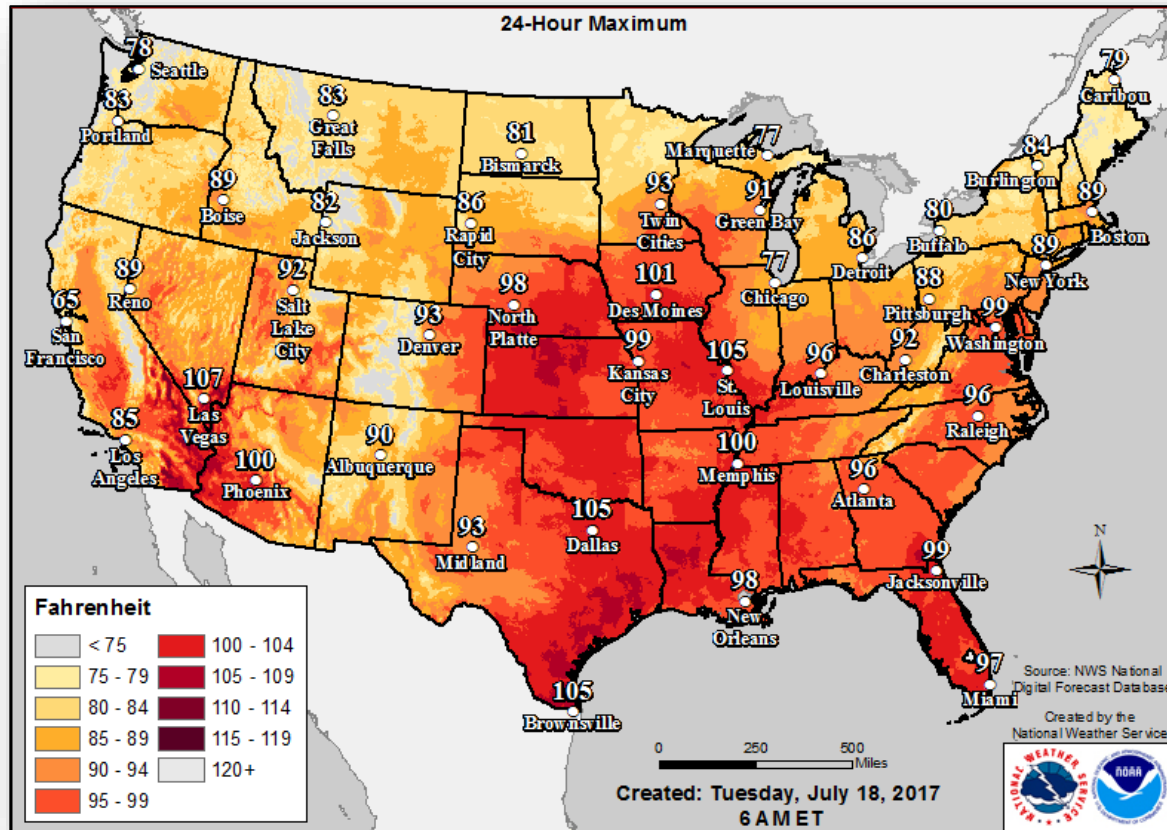 24-Hour Maximum
78
Seattle
83
Portland
83
Great
Falls
81
Bismarck
77
Marquette
79
Caribou
84
Burlington
89
Boise
82
Jackson
86
Rapid
City
93
Twin
Cities
91
Green Bay
80
Buffalo
89
Boston
86
Detroit
89
New York
65
San
Francisco
89
Reno
92
Salt
Lake
City
93
Denver
98
North
Platte
101
Des Moines
77
Chicago
88
Pittsburgh
99
Washington
99
Kansas
City
105
St.
Louis
96
Louisville
92
Charleston
96
Raleigh
85
Los
Angeles
107
Las
Vegas
100
Phoenix
90
Albuquerque
100
Memphis
96
Atlanta
93
Midland
105
Dallas
98
New
Orleans
99
Jacksonville
105
Brownsville
97
Miami
N
Fahrenheit
< 75
75 - 79
80 - 84
85 - 89
90 - 94
95 - 99
100 - 104
105 - 109
110 - 114
115 - 119
120+
0 250 500
Miles
Created: Tuesday, July 18, 2017
6 AM ET
Source: NWS National
Digital Forecast Database
Created by the
National Weather Service
NATIONAL WEATHER SERVICE
NOAA